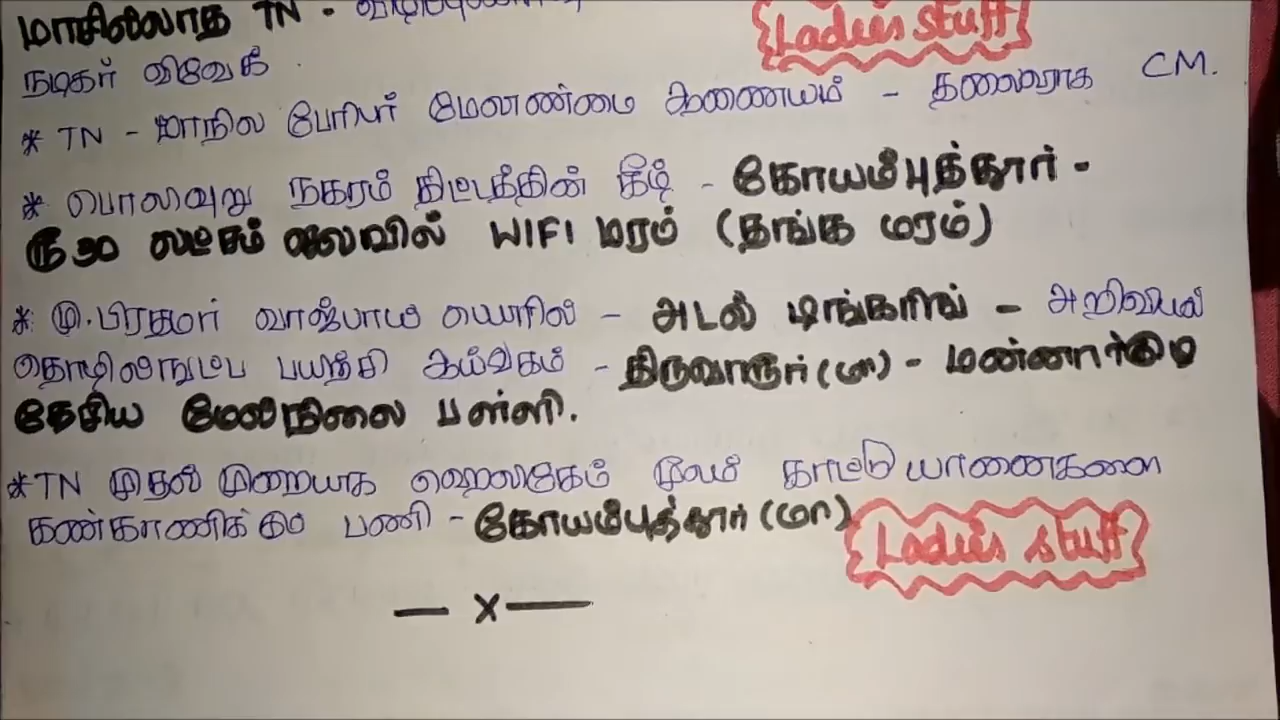 மாசில்லாத TN -
Ladies stuff
நடிகர் விவேக்
* TN - மாநில பேரிடர் மேலாண்மை ஆணையம் - தலைவராக CM.
* பொலிவுறு நகரம் திட்டத்தின் கீழ் - கோயம்புத்தூர் -
ரூ 30 லட்சம் செலவில் WIFI மரம் (தங்க மரம்)
* மு.பிரதமர் வாஜ்பாய் பெயரில் - அடல் டிங்கரிங் - அறிவியல்
தொழில்நுட்ப பயிற்சி ஆய்வகம் - திருவாரூர் (மா) - மன்னார்குடி
தேசிய மேல்நிலை பள்ளி.
* TN முதல் முறையாக ஹெலிகேம் மூலம் காட்டு யானைகளை
கண்காணிக்கும் பணி - கோயம்புத்தூர் (மா)
Ladies stuff
— x —